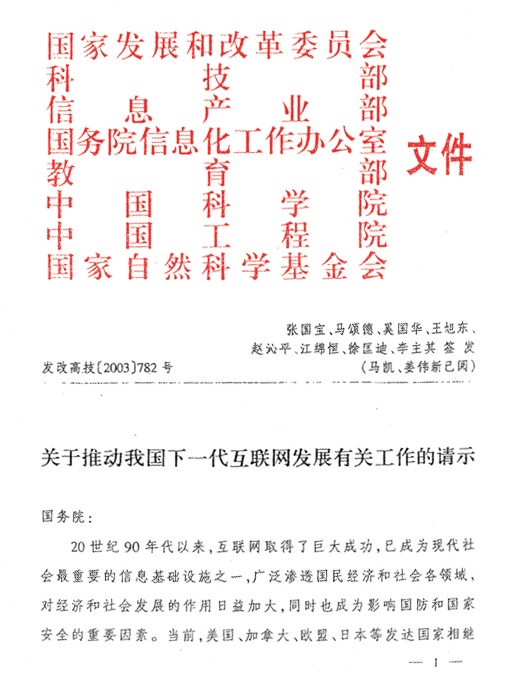 国家发展和改革委员会
科技部
信息产业部
国务院信息化工作办公室
教育部
中国科学院
中国工程院
国家自然科学基金会
文件
张国宝、马颂德、奚国华、王旭东、
赵沁平、江绵恒、徐匡迪、李主其 签 发
发改高技〔2003〕782 号
(马凯、娄勤俭已阅)
关于推动我国下一代互联网发展有关工作的请示
国务院:
20 世纪 90 年代以来,互联网取得了巨大成功,已成为现代社
会最重要的信息基础设施之一,广泛渗透国民经济和社会各领域,
对经济和社会发展的作用日益加大,同时也成为影响国防和国家
安全的重要因素。当前,美国、加拿大、欧盟、日本等发达国家相继
— 1 —